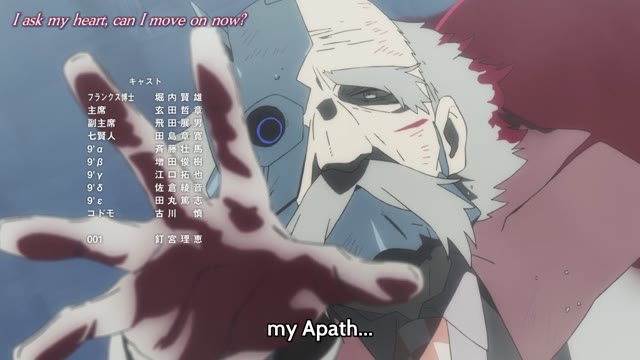 I ask my heart, can I move on now?
キャスト
フランクス博士 堀内賢雄
主席 玄田哲章
副主席 飛田展男
七賢人 田島章寛
9'α 斉藤壮馬
9'β 増田俊樹
9'γ 江口拓也
9'δ 佐倉綾音
9'ε 田丸篤志
コドモ 古川 慎
001 釘宮理恵
my Apath...